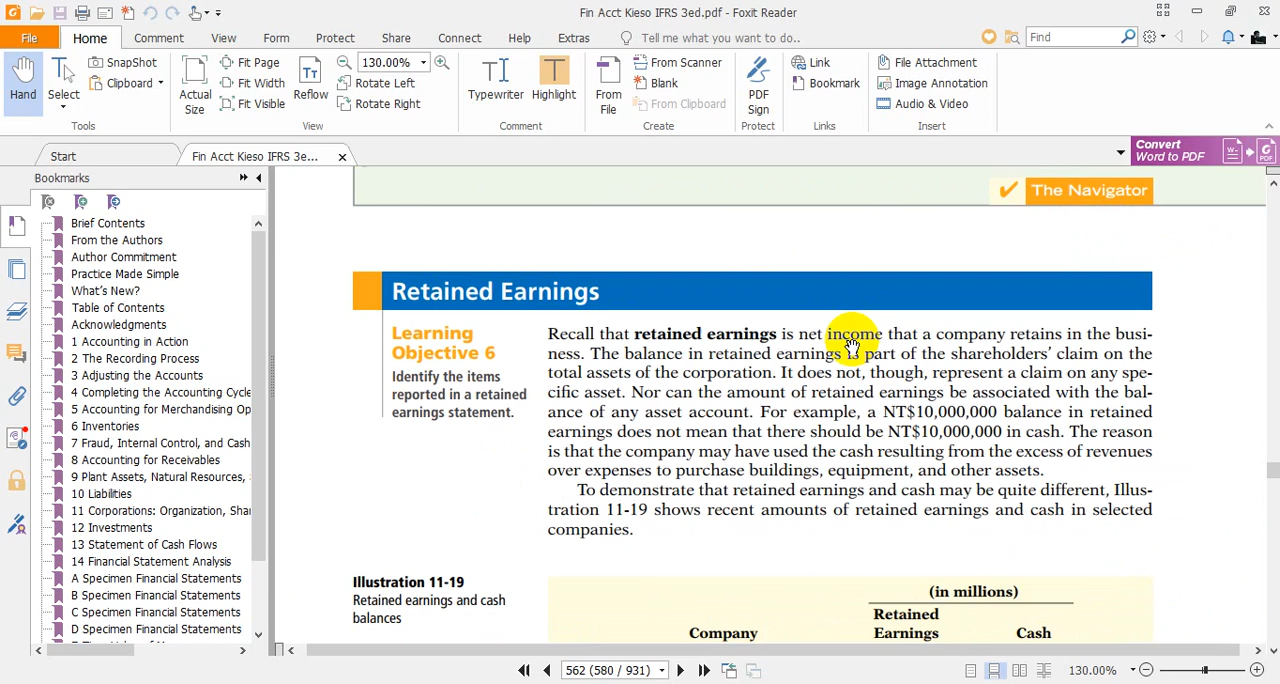 Fin Acct Kieso IFRS 3ed.pdf - Foxit Reader
File Home Comment View Form Protect Share Connect Help Extras Tell me what you want to do.. Find
Hand
Select
SnapShot
Clipboard
Tools
Actual Size
Fit Page
Fit Width
Fit Visible
Reflow
130.00%
Rotate Left
Rotate Right
View
Typewriter
Highlight
Comment
From File
From Scanner
Blank
From Clipboard
Create
PDF Sign
Protect
Link
Bookmark
Links
File Attachment
Image Annotation
Audio & Video
Insert
Start
Fin Acct Kieso IFRS 3e...
Convert
Word to PDF
Bookmarks
Brief Contents
From the Authors
Author Commitment
Practice Made Simple
What's New?
Table of Contents
Acknowledgments
1 Accounting in Action
2 The Recording Process
3 Adjusting the Accounts
4 Completing the Accounting Cycle
5 Accounting for Merchandising Op
6 Inventories
7 Fraud, Internal Control, and Cash
8 Accounting for Receivables
9 Plant Assets, Natural Resources,
10 Liabilities
11 Corporations: Organization, Shar
12 Investments
13 Statement of Cash Flows
14 Financial Statement Analysis
A Specimen Financial Statements
B Specimen Financial Statements
C Specimen Financial Statements
D Specimen Financial Statements
The Navigator
Retained Earnings
Learning
Objective 6
Identify the items
reported in a retained
earnings statement.
Recall that retained earnings is net income that a company retains in the busi-
ness. The balance in retained earnings is part of the shareholders' claim on the
total assets of the corporation. It does not, though, represent a claim on any spe-
cific asset. Nor can the amount of retained earnings be associated with the bal-
ance of any asset account. For example, a NT$10,000,000 balance in retained
earnings does not mean that there should be NT$10,000,000 in cash. The reason
is that the company may have used the cash resulting from the excess of revenues
over expenses to purchase buildings, equipment, and other assets.
To demonstrate that retained earnings and cash may be quite different, Illus-
tration 11-19 shows recent amounts of retained earnings and cash in selected
companies.
Illustration 11-19
Retained earnings and cash
balances
(in millions)
Retained
Company Earnings Cash
562 (580 / 931)
130.00%